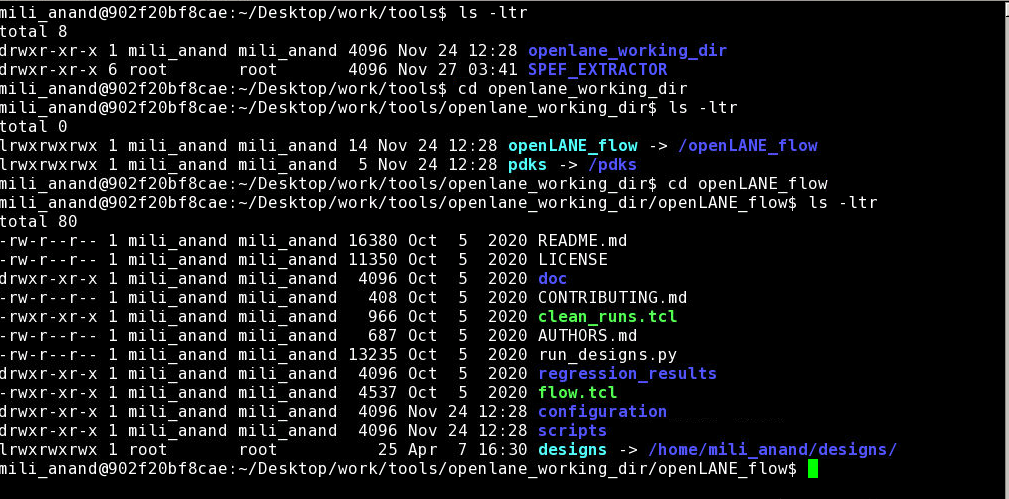 mili_anand@902f20bf8cae:~/Desktop/work/tools$ ls -ltr
total 8
drwxr-xr-x 1 mili_anand mili_anand 4096 Nov 24 12:28 openlane_working_dir
drwxr-xr-x 6 root       root       4096 Nov 27 03:41 SPEF_EXTRACTOR
mili_anand@902f20bf8cae:~/Desktop/work/tools$ cd openlane_working_dir
mili_anand@902f20bf8cae:~/Desktop/work/tools/openlane_working_dir$ ls -ltr
total 0
lrwxrwxrwx 1 mili_anand mili_anand 14 Nov 24 12:28 openLANE_flow -> /openLANE_flow
lrwxrwxrwx 1 mili_anand mili_anand  5 Nov 24 12:28 pdks -> /pdks
mili_anand@902f20bf8cae:~/Desktop/work/tools/openlane_working_dir$ cd openLANE_flow
mili_anand@902f20bf8cae:~/Desktop/work/tools/openlane_working_dir/openLANE_flow$ ls -ltr
total 80
-rw-r--r-- 1 mili_anand mili_anand 16380 Oct  5  2020 README.md
-rw-r--r-- 1 mili_anand mili_anand 11350 Oct  5  2020 LICENSE
drwxr-xr-x 1 mili_anand mili_anand  4096 Oct  5  2020 doc
-rw-r--r-- 1 mili_anand mili_anand   408 Oct  5  2020 CONTRIBUTING.md
-rwxr-xr-x 1 mili_anand mili_anand   966 Oct  5  2020 clean_runs.tcl
-rw-r--r-- 1 mili_anand mili_anand   687 Oct  5  2020 AUTHORS.md
-rw-r--r-- 1 mili_anand mili_anand 13235 Oct  5  2020 run_designs.py
drwxr-xr-x 1 mili_anand mili_anand  4096 Oct  5  2020 regression_results
-rwxr-xr-x 1 mili_anand mili_anand  4537 Oct  5  2020 flow.tcl
drwxr-xr-x 1 mili_anand mili_anand  4096 Nov 24 12:28 configuration
drwxr-xr-x 1 mili_anand mili_anand  4096 Nov 24 12:28 scripts
lrwxrwxrwx 1 root       root          25 Apr  7 16:30 designs -> /home/mili_anand/designs/
mili_anand@902f20bf8cae:~/Desktop/work/tools/openlane_working_dir/openLANE_flow$